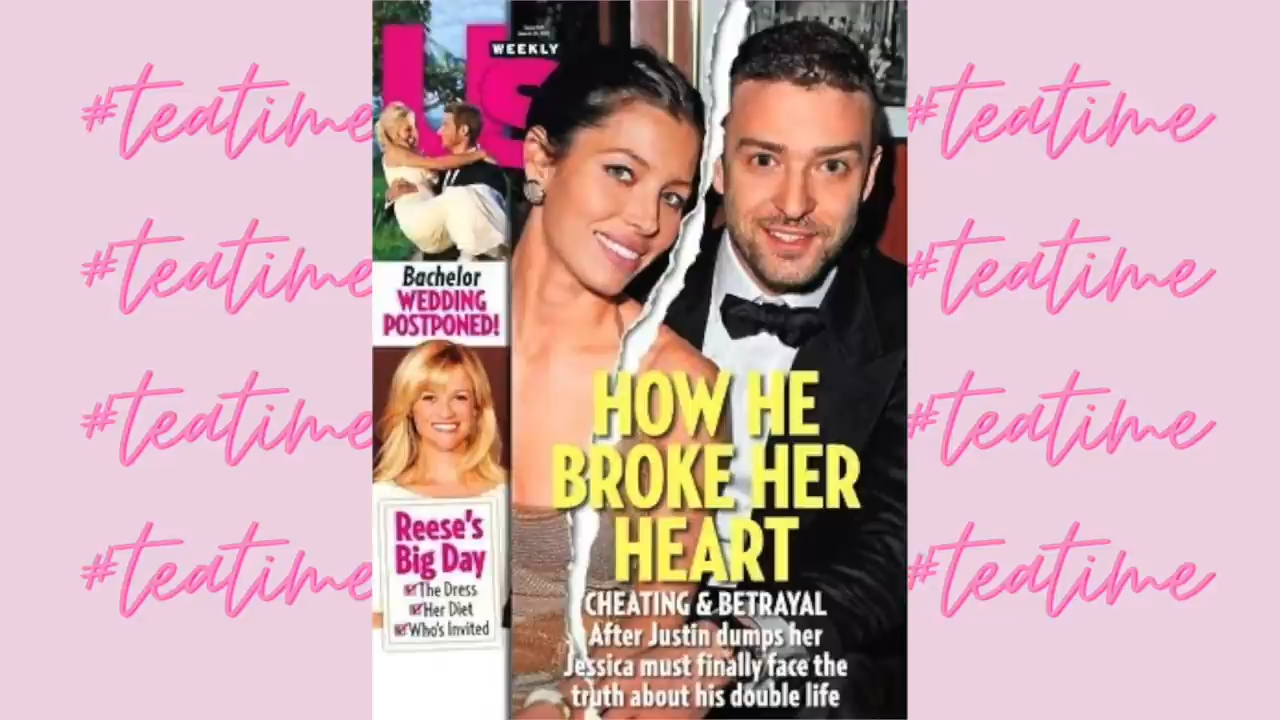 #teatime
#teatime
#teatime
#teatime
Us
WEEKLY
Bachelor
WEDDING
POSTPONED!
Reese's
Big Day
The Dress
Her Diet
Who's Invited
HOW HE
BROKE HER
HEART
CHEATING & BETRAYAL
After Justin dumps her
Jessica must finally face the
truth about his double life
#teatime
#teatime
#teatime
#teatime